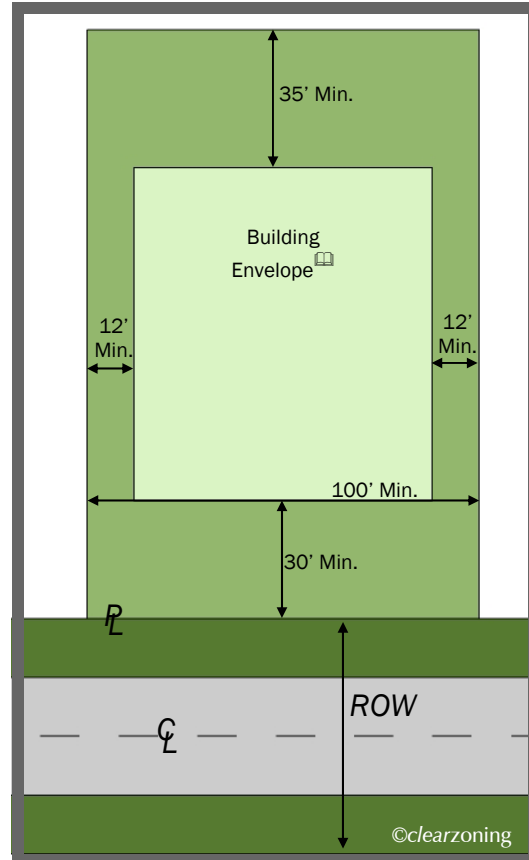 35’ Min.
Building
Envelope
12’
Min.
12’
Min.
100’ Min.
30’ Min.
PL
ROW
CL
©clearzoning